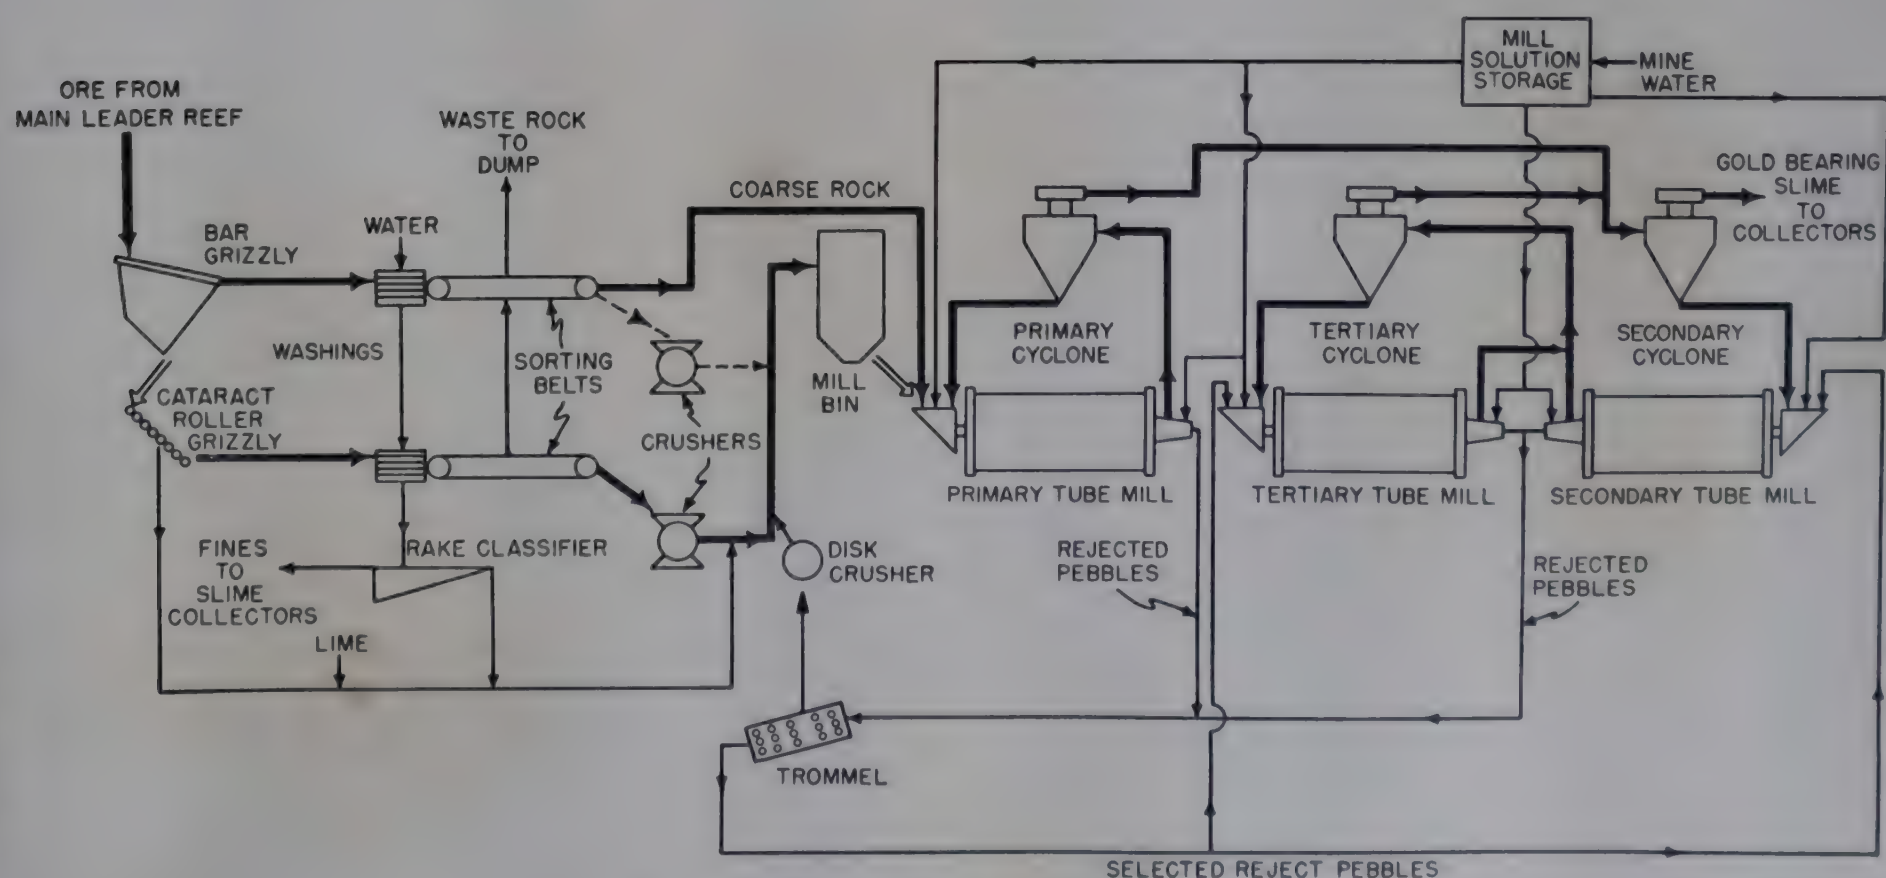 ORE FROM
MAIN LEADER REEF
WASTE ROCK
TO
DUMP
MILL
SOLUTION
STORAGE
MINE
WATER
COARSE ROCK
GOLD BEARING
SLIME
TO
COLLECTORS
BAR
GRIZZLY
WATER
WASHINGS
SORTING
BELTS
CATARACT
ROLLER
GRIZZLY
CRUSHERS
MILL
BIN
PRIMARY
CYCLONE
TERTIARY
CYCLONE
SECONDARY
CYCLONE
PRIMARY TUBE MILL
TERTIARY TUBE MILL
SECONDARY TUBE MILL
FINES
TO
SLIME
COLLECTORS
RAKE CLASSIFIER
DISK
CRUSHER
REJECTED
PEBBLES
REJECTED
PEBBLES
LIME
TROMMEL
SELECTED REJECT PEBBLES